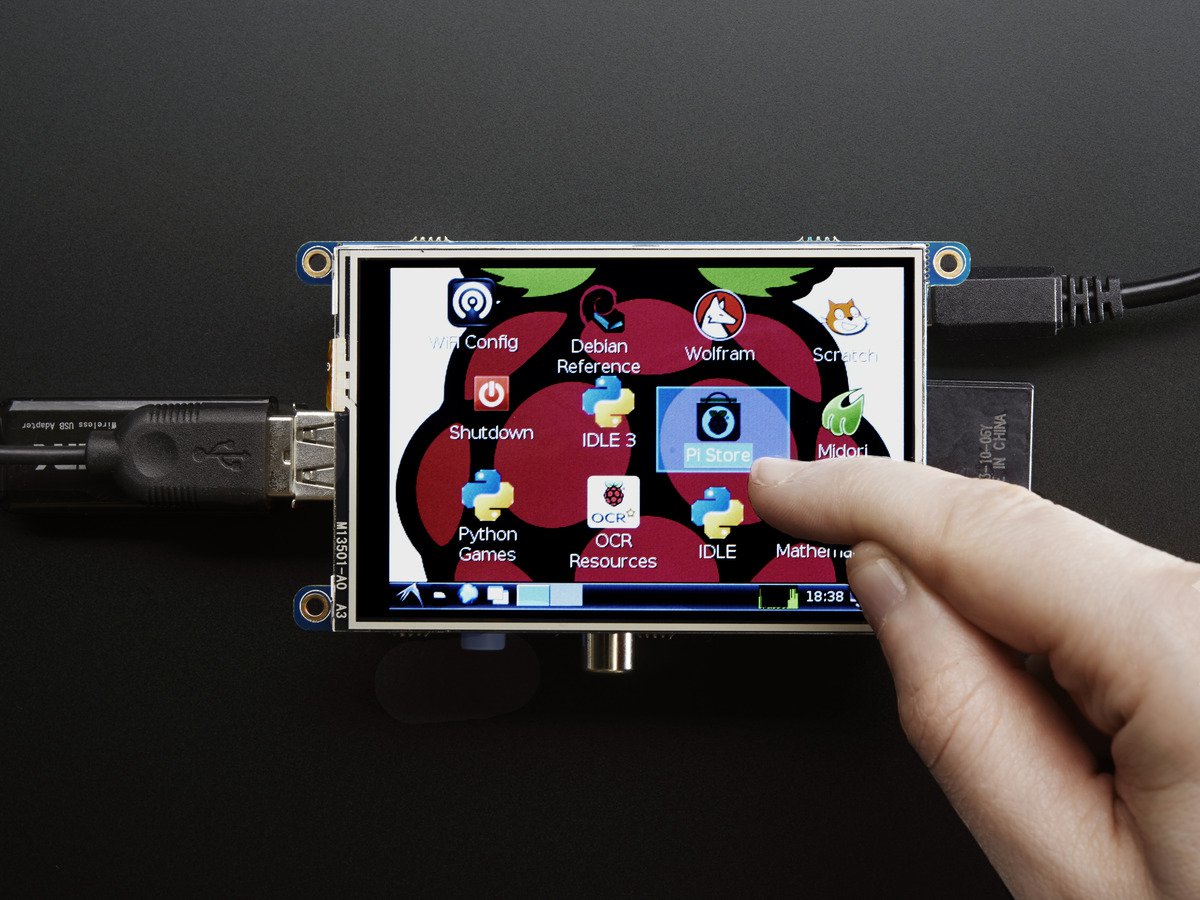 WiFi Config
Debian
Reference
Wolfram
Scratch
Shutdown
IDLE 3
Pi Store
Midori
Python
Games
OCR
OCR
Resources
IDLE
Mathema
18:38
Wireless USB Adapter
M13501-A0 A3
IN CHINA